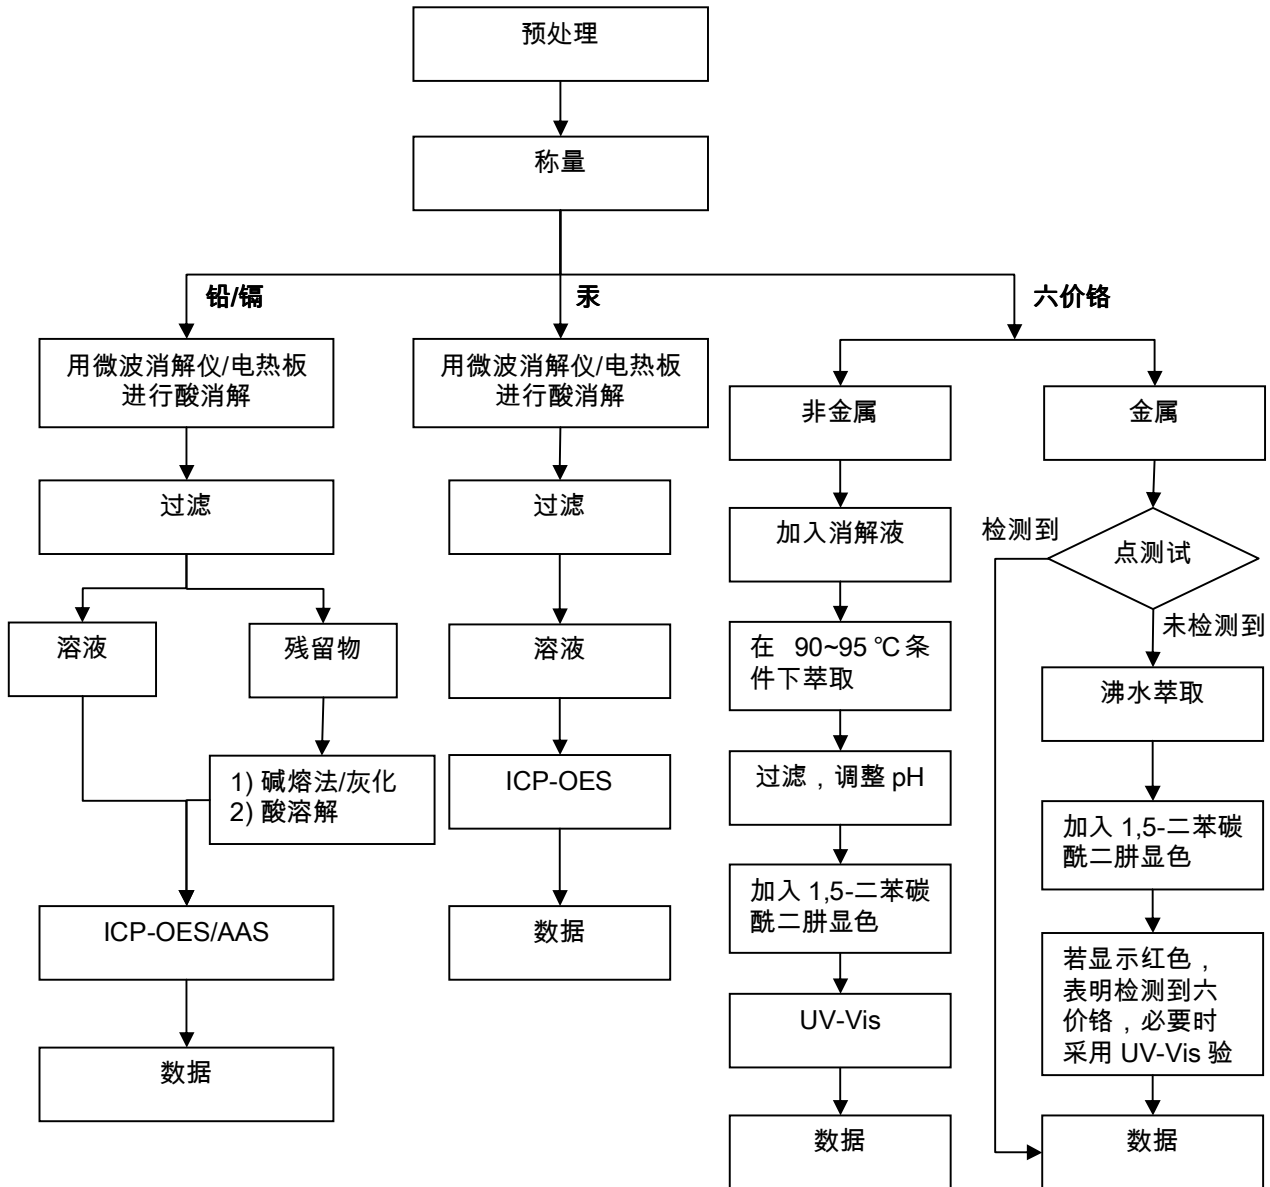 预处理
称量
铅/镉
汞
六价铬
用微波消解仪/电热板
进行酸消解
过滤
溶液
残留物
1) 碱熔法/灰化
2) 酸溶解
ICP-OES/AAS
数据
用微波消解仪/电热板
进行酸消解
过滤
溶液
ICP-OES
数据
非金属
加入消解液
在 90~95 °C 条
件下萃取
过滤，调整 pH
加入 1,5-二苯碳
酰二肼显色
UV-Vis
数据
金属
点测试
检测到
未检测到
沸水萃取
加入 1,5-二苯碳
酰二肼显色
若显示红色，
表明检测到六
价铬，必要时
采用 UV-Vis 验
数据